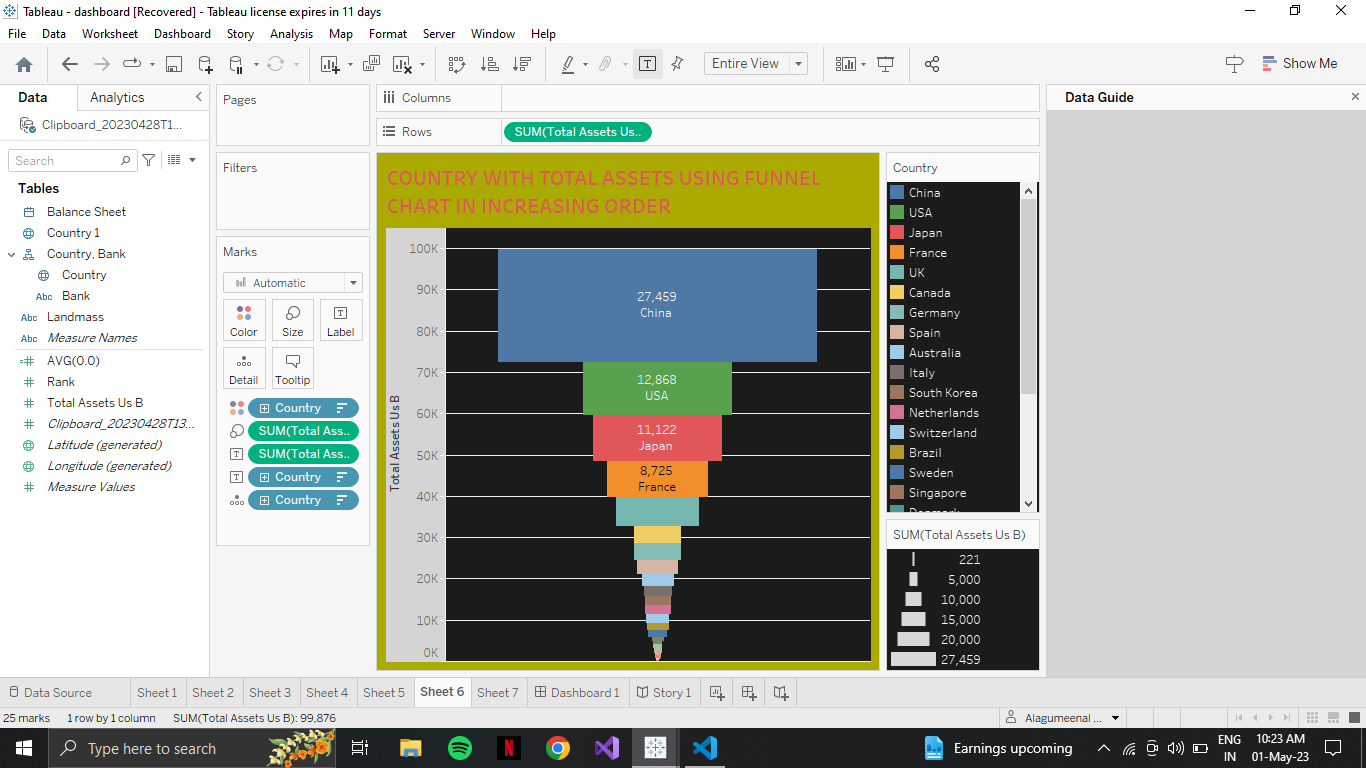 Tableau - dashboard [Recovered] - Tableau license expires in 11 days
File Data Worksheet Dashboard Story Analysis Map Format Server Window Help
Entire View
Show Me
Data Analytics
Clipboard_20230428T1...
Search
Tables
Balance Sheet
Country 1
Country, Bank
Country
Abc Bank
Abc Landmass
Abc Measure Names
AVG(0.0)
Rank
Total Assets Us B
Clipboard_20230428T13...
Latitude (generated)
Longitude (generated)
Measure Values
Pages
Filters
Marks
Automatic
Color Size Label
Detail Tooltip
Country
SUM(Total Ass..
SUM(Total Ass..
Country
Country
Columns
Rows SUM(Total Assets Us..
COUNTRY WITH TOTAL ASSETS USING FUNNEL
CHART IN INCREASING ORDER
Total Assets Us B
100K
90K
80K
70K
60K
50K
40K
30K
20K
10K
0K
27,459
China
12,868
USA
11,122
Japan
8,725
France
Country
China
USA
Japan
France
UK
Canada
Germany
Spain
Australia
Italy
South Korea
Netherlands
Switzerland
Brazil
Sweden
Singapore
Denmark
SUM(Total Assets Us B)
221
5,000
10,000
15,000
20,000
27,459
Data Guide
Data Source Sheet 1 Sheet 2 Sheet 3 Sheet 4 Sheet 5 Sheet 6 Sheet 7 Dashboard 1 Story 1
25 marks 1 row by 1 column SUM(Total Assets Us B): 99,876
Alagumeenal ...
Type here to search
Earnings upcoming
ENG
IN
10:23 AM
01-May-23